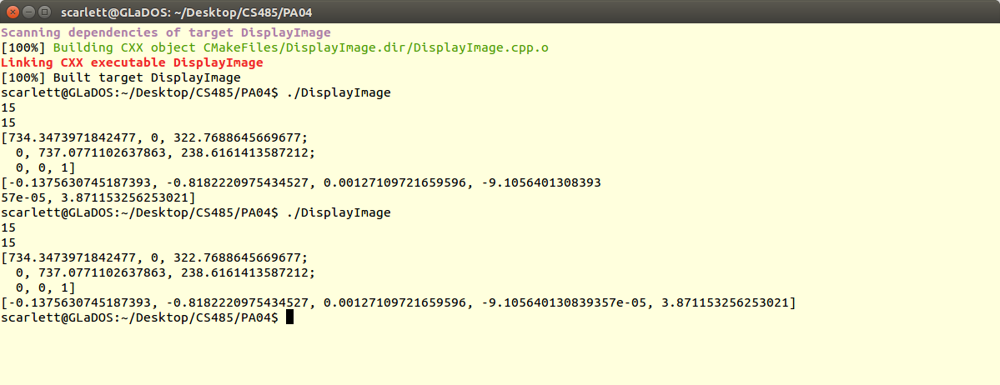 scarlett@GLaDOS: ~/Desktop/CS485/PA04
Scanning dependencies of target DisplayImage
[100%] Building CXX object CMakeFiles/DisplayImage.dir/DisplayImage.cpp.o
Linking CXX executable DisplayImage
[100%] Built target DisplayImage
scarlett@GLaDOS:~/Desktop/CS485/PA04$ ./DisplayImage
15
15
[734.3473971842477, 0, 322.7688645669677;
  0, 737.0771102637863, 238.6161413587212;
  0, 0, 1]
[-0.1375630745187393, -0.8182220975434527, 0.00127109721659596, -9.1056401308393
57e-05, 3.871153256253021]
scarlett@GLaDOS:~/Desktop/CS485/PA04$ ./DisplayImage
15
15
[734.3473971842477, 0, 322.7688645669677;
  0, 737.0771102637863, 238.6161413587212;
  0, 0, 1]
[-0.1375630745187393, -0.8182220975434527, 0.00127109721659596, -9.105640130839357e-05, 3.871153256253021]
scarlett@GLaDOS:~/Desktop/CS485/PA04$